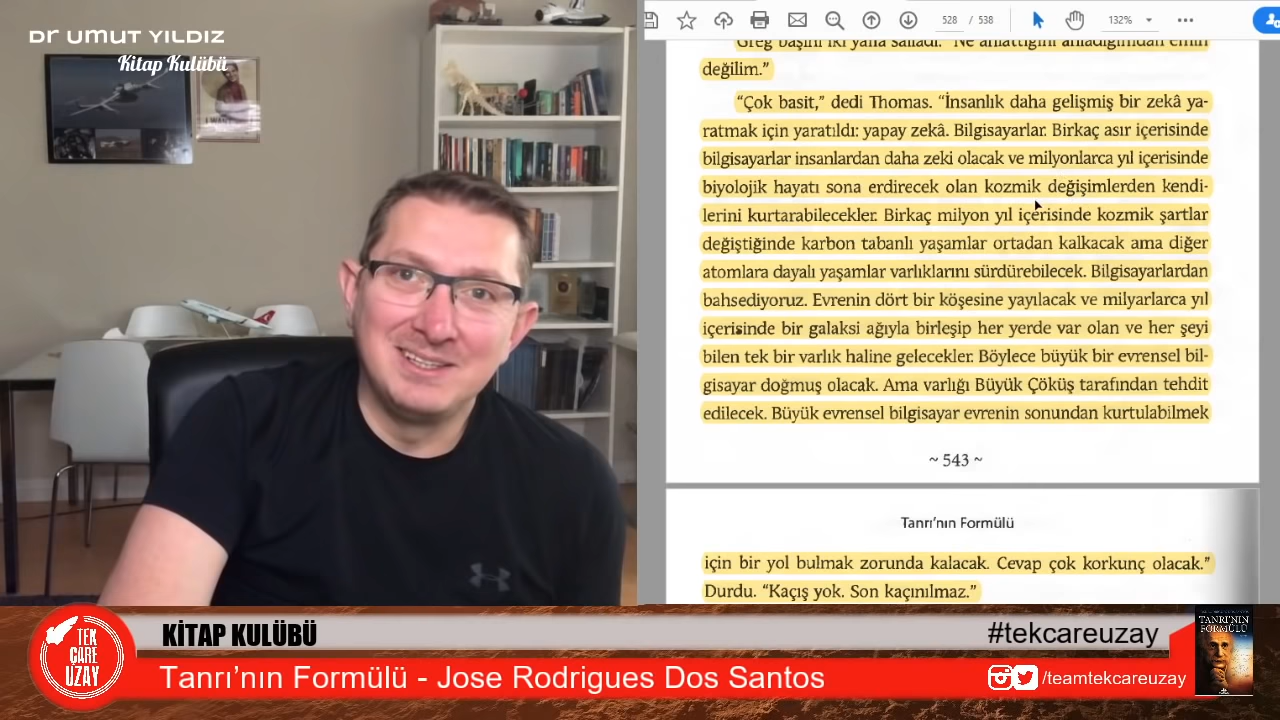 Dr UMUT YILDIZ
Kitap Kulübü
528 / 538
132%
Greg başını iki yana salladı. “Ne anlattığını anladığımdan emin
değilim.”
“Çok basit,” dedi Thomas. “İnsanlık daha gelişmiş bir zekâ ya-
ratmak için yaratıldı: yapay zekâ. Bilgisayarlar. Birkaç asır içerisinde
bilgisayarlar insanlardan daha zeki olacak ve milyonlarca yıl içerisinde
biyolojik hayatı sona erdirecek olan kozmik değişimlerden kendi-
lerini kurtarabilecekler. Birkaç milyon yıl içerisinde kozmik şartlar
değiştiğinde karbon tabanlı yaşamlar ortadan kalkacak ama diğer
atomlara dayalı yaşamlar varlıklarını sürdürebilecek. Bilgisayarlardan
bahsediyoruz. Evrenin dört bir köşesine yayılacak ve milyarlarca yıl
içerisinde bir galaksi ağıyla birleşip her yerde var olan ve her şeyi
bilen tek bir varlık haline gelecekler. Böylece büyük bir evrensel bil-
gisayar doğmuş olacak. Ama varlığı Büyük Çöküş tarafından tehdit
edilecek. Büyük evrensel bilgisayar evrenin sonundan kurtulabilmek
~ 543 ~
Tanrı’nın Formülü
için bir yol bulmak zorunda kalacak. Cevap çok korkunç olacak.”
Durdu. “Kaçış yok. Son kaçınılmaz.”
TEK
ÇARE
UZAY
KİTAP KULÜBÜ
#tekcareuzay
Tanrı’nın Formülü - Jose Rodrigues Dos Santos
/teamtekcareuzay
TANRI’NIN
FORMÜLÜ